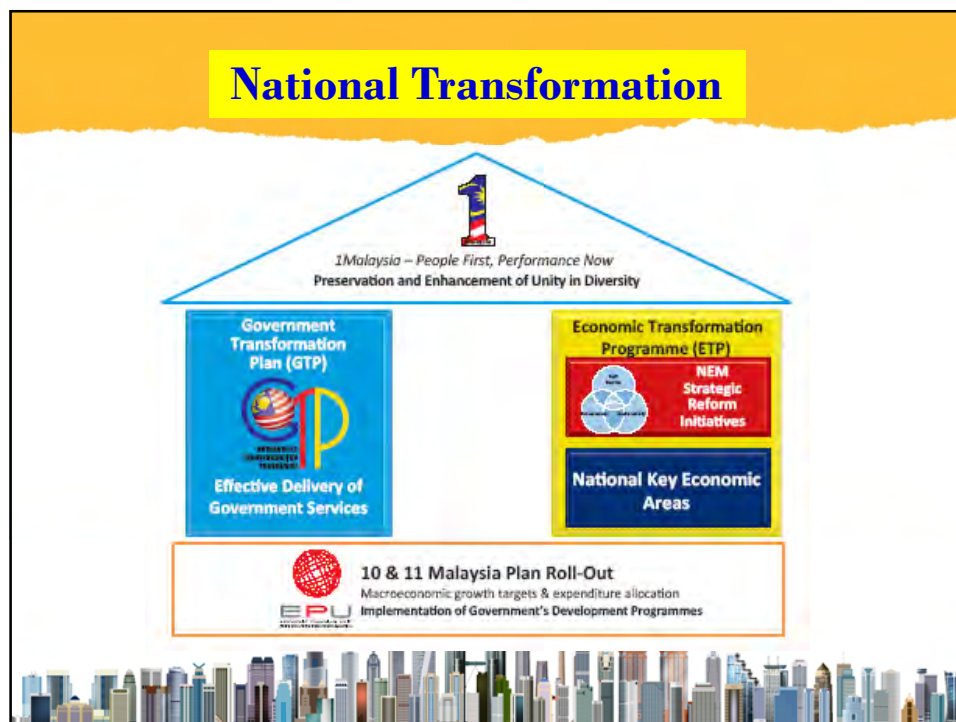 National Transformation
1
1Malaysia – People First, Performance Now
Preservation and Enhancement of Unity in Diversity
Government
Transformation
Plan (GTP)
GTP
Effective Delivery of
Government Services
Economic Transformation
Programme (ETP)
NEM
Strategic
Reform
Initiatives
National Key Economic
Areas
EPU
10 & 11 Malaysia Plan Roll-Out
Macroeconomic growth targets & expenditure allocation
Implementation of Government's Development Programmes